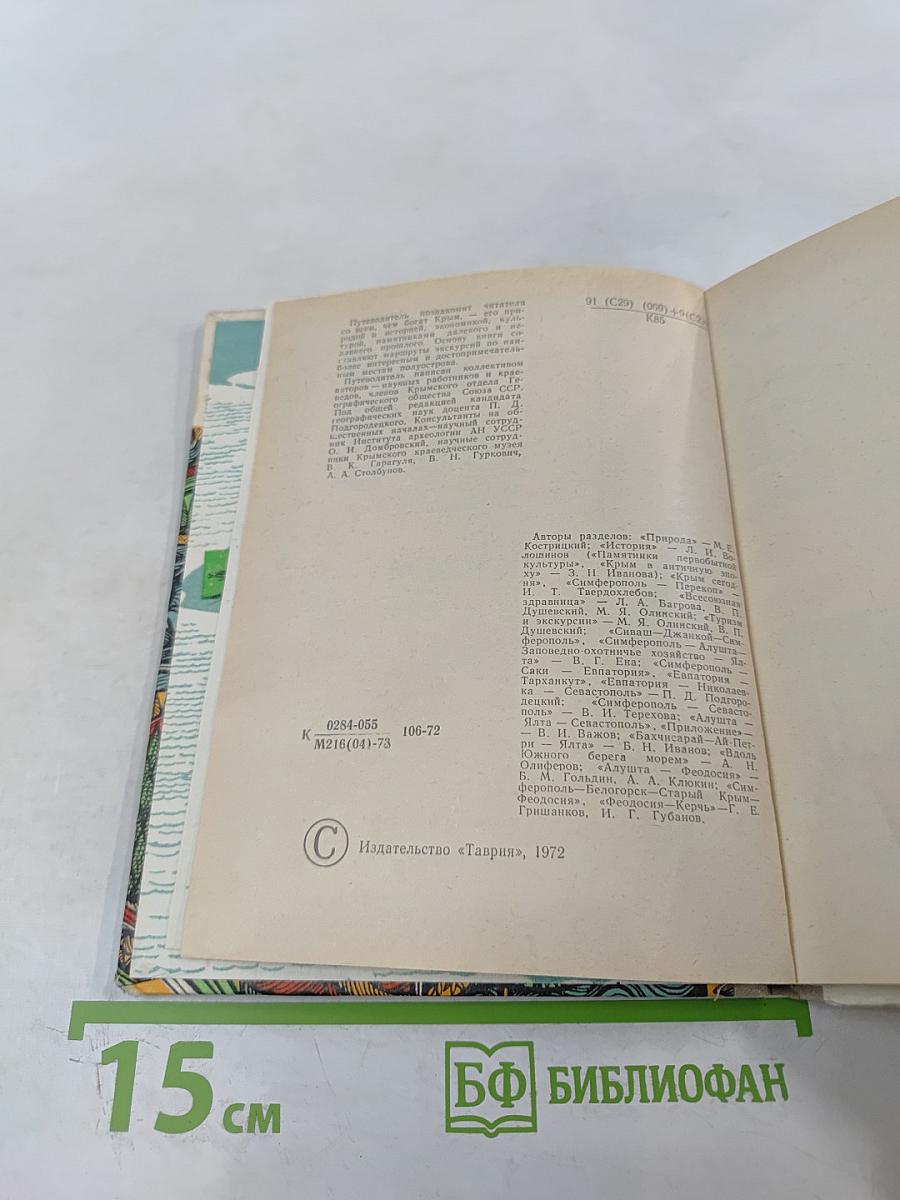 Путеводитель познакомит читателя
со всем, чем богат Крым, — его при-
родой и историей, экономикой, куль-
турой, памятниками далекого и не-
давнего прошлого. Основу книги со-
ставляют маршруты экскурсий по наи-
более интересным и достопримечатель-
ным местам полуострова.
Путеводитель написан коллективом
авторов — научных работников и крае-
ведов, членов Крымского отдела Ге-
ографического общества Союза ССР.
Под общей редакцией кандидата
географических наук доцента П. Д.
Подгородецкого. Консультанты на об-
щественных началах—научный сотруд-
ник Института археологии АН УССР
О. И. Домбровский, научные сотруд-
ники Крымского краеведческого музея
В. К. Гарагуля, В. Н. Гуркович,
А. А. Столбунов.
91 (С29) (069) 4-9(С2)
К85
Авторы разделов: «Природа» — М. Е.
Кострицкий; «История» — Л. И. Во-
лошинов («Памятники первобытной
культуры», «Крым в античную эпо-
ху» — З. Н. Иванова); «Крым сегод-
ня», «Симферополь — Перекоп» —
И. Т. Твердохлебов; «Всесоюзная
здравница» — Л. А. Багрова, В. П.
Душевский, М. Я. Олинский; «Туризм
и экскурсии» — М. Я. Олинский, В. П.
Душевский; «Сиваш—Джанкой—Сим-
ферополь», «Симферополь — Алушта—
Заповедно-охотничье хозяйство — Ял-
та» — В. Г. Ена; «Симферополь —
Саки — Евпатория», «Евпатория —
Тарханкут», «Евпатория — Николаев-
ка — Севастополь» — П. Д. Подгоро-
децкий; «Симферополь — Севасто-
поль» — В. И. Терехова; «Алушта —
Ялта — Севастополь», «Приложение» —
— В. И. Важов; «Бахчисарай—Ай-Пет-
ри — Ялта» — Б. Н. Иванов; «Вдоль
Южного берега морем» — А. Н.
Олиферов; «Алушта — Феодосия» —
Б. М. Гольдин, А. А. Клюкин; «Сим-
ферополь—Белогорск—Старый Крым—
Феодосия», «Феодосия—Керчь»—Г. Е.
Гришанков, И. Г. Губанов.
К 0284-055 106-72
М216(04)-73
© Издательство «Таврия», 1972
15 см
БФ БИБЛИОФАН